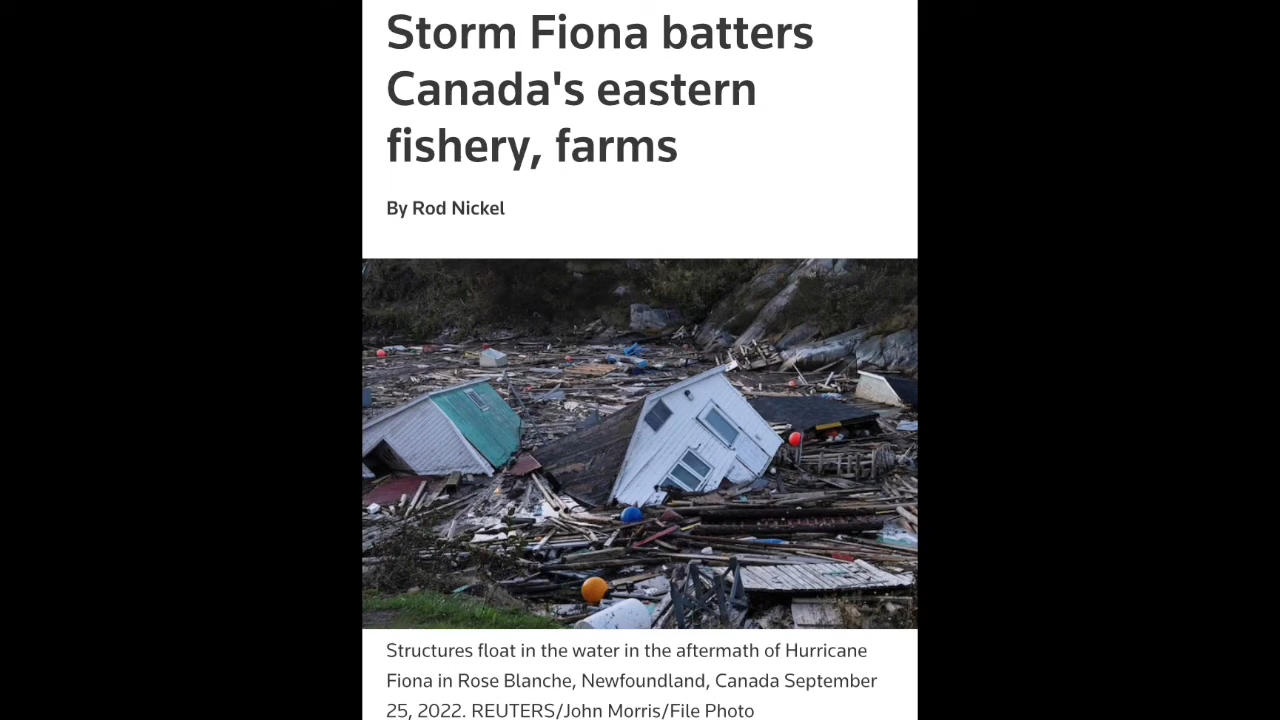 Storm Fiona batters
Canada's eastern
fishery, farms
By Rod Nickel
Structures float in the water in the aftermath of Hurricane
Fiona in Rose Blanche, Newfoundland, Canada September
25, 2022. REUTERS/John Morris/File Photo